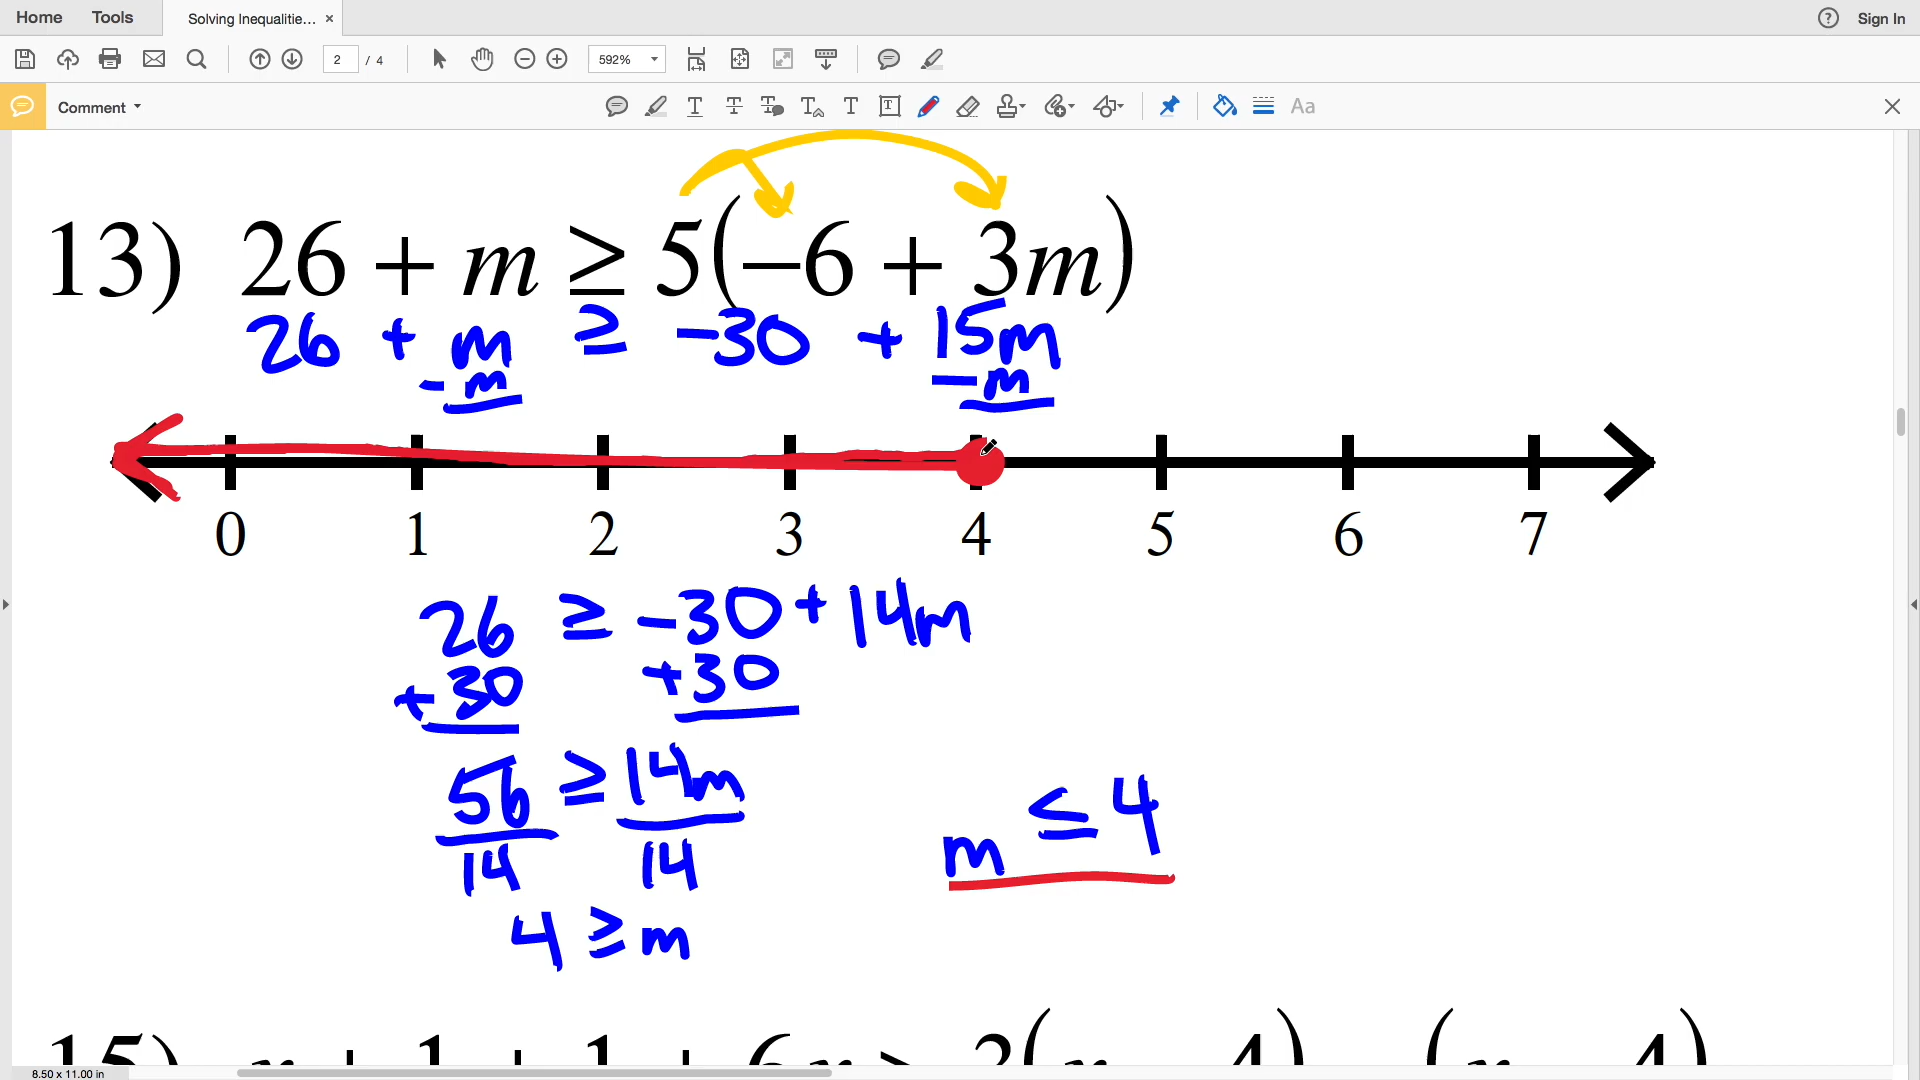 Home Tools Solving Inequalitie... × ? Sign In
2 / 4 592%
Comment T T T T T T Aa
13) 26 + m ≥ 5(−6 + 3m)
26 + m ≥ -30 + 15m
- m - m
0 1 2 3 4 5 6 7
26 ≥ -30 + 14m
+30 +30
56 ≥ 14m
14 14
m ≤ 4
4 ≥ m
8.50 x 11.00 in